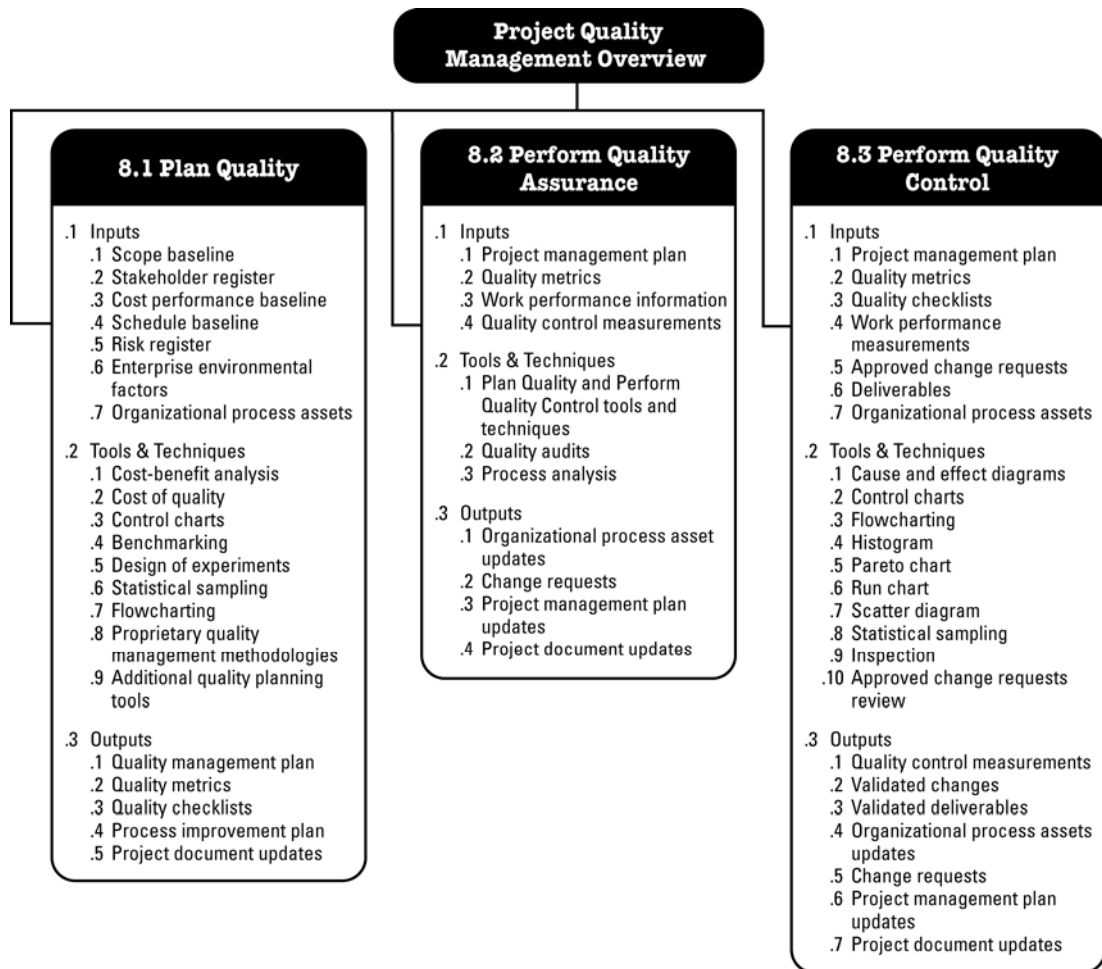 Project Quality
Management Overview
8.1 Plan Quality
.1 Inputs
.1 Scope baseline
.2 Stakeholder register
.3 Cost performance baseline
.4 Schedule baseline
.5 Risk register
.6 Enterprise environmental
factors
.7 Organizational process assets
.2 Tools & Techniques
.1 Cost-benefit analysis
.2 Cost of quality
.3 Control charts
.4 Benchmarking
.5 Design of experiments
.6 Statistical sampling
.7 Flowcharting
.8 Proprietary quality
management methodologies
.9 Additional quality planning
tools
.3 Outputs
.1 Quality management plan
.2 Quality metrics
.3 Quality checklists
.4 Process improvement plan
.5 Project document updates
8.2 Perform Quality
Assurance
.1 Inputs
.1 Project management plan
.2 Quality metrics
.3 Work performance information
.4 Quality control measurements
.2 Tools & Techniques
.1 Plan Quality and Perform
Quality Control tools and
techniques
.2 Quality audits
.3 Process analysis
.3 Outputs
.1 Organizational process asset
updates
.2 Change requests
.3 Project management plan
updates
.4 Project document updates
8.3 Perform Quality
Control
.1 Inputs
.1 Project management plan
.2 Quality metrics
.3 Quality checklists
.4 Work performance
measurements
.5 Approved change requests
.6 Deliverables
.7 Organizational process assets
.2 Tools & Techniques
.1 Cause and effect diagrams
.2 Control charts
.3 Flowcharting
.4 Histogram
.5 Pareto chart
.6 Run chart
.7 Scatter diagram
.8 Statistical sampling
.9 Inspection
.10 Approved change requests
review
.3 Outputs
.1 Quality control measurements
.2 Validated changes
.3 Validated deliverables
.4 Organizational process assets
updates
.5 Change requests
.6 Project management plan
updates
.7 Project document updates